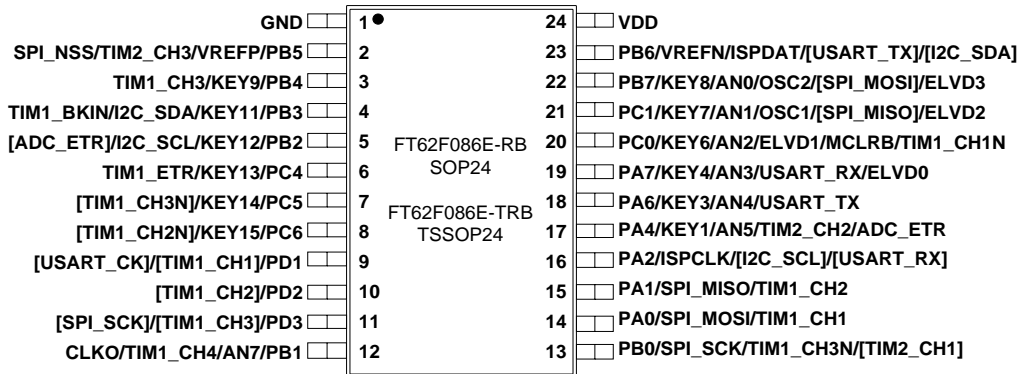 GND 1 24 VDD
SPI_NSS/TIM2_CH3/VREFP/PB5 2 23 PB6/VREFN/ISPDAT/[USART_TX]/[I2C_SDA]
TIM1_CH3/KEY9/PB4 3 22 PB7/KEY8/AN0/OSC2/[SPI_MOSI]/ELVD3
TIM1_BKIN/I2C_SDA/KEY11/PB3 4 21 PC1/KEY7/AN1/OSC1/[SPI_MISO]/ELVD2
[ADC_ETR]/I2C_SCL/KEY12/PB2 5 20 PC0/KEY6/AN2/ELVD1/MCLRB/TIM1_CH1N
FT62F086E-RB
SOP24
TIM1_ETR/KEY13/PC4 6 19 PA7/KEY4/AN3/USART_RX/ELVD0
[TIM1_CH3N]/KEY14/PC5 7 18 PA6/KEY3/AN4/USART_TX
FT62F086E-TRB
TSSOP24
[TIM1_CH2N]/KEY15/PC6 8 17 PA4/KEY1/AN5/TIM2_CH2/ADC_ETR
[USART_CK]/[TIM1_CH1]/PD1 9 16 PA2/ISPCLK/[I2C_SCL]/[USART_RX]
[TIM1_CH2]/PD2 10 15 PA1/SPI_MISO/TIM1_CH2
[SPI_SCK]/[TIM1_CH3]/PD3 11 14 PA0/SPI_MOSI/TIM1_CH1
CLKO/TIM1_CH4/AN7/PB1 12 13 PB0/SPI_SCK/TIM1_CH3N/[TIM2_CH1]